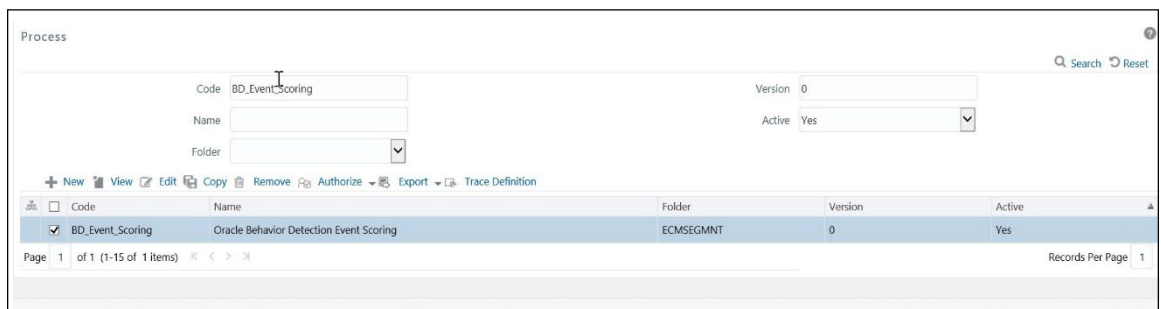 Process
Search Reset
Code BD_Event_Scoring Version 0
Name Active Yes
Folder
New View Edit Copy Remove Authorize Export Trace Definition
Code Name Folder Version Active
BD_Event_Scoring Oracle Behavior Detection Event Scoring ECMSEGMNT 0 Yes
Page 1 of 1 (1-15 of 1 items) Records Per Page 1